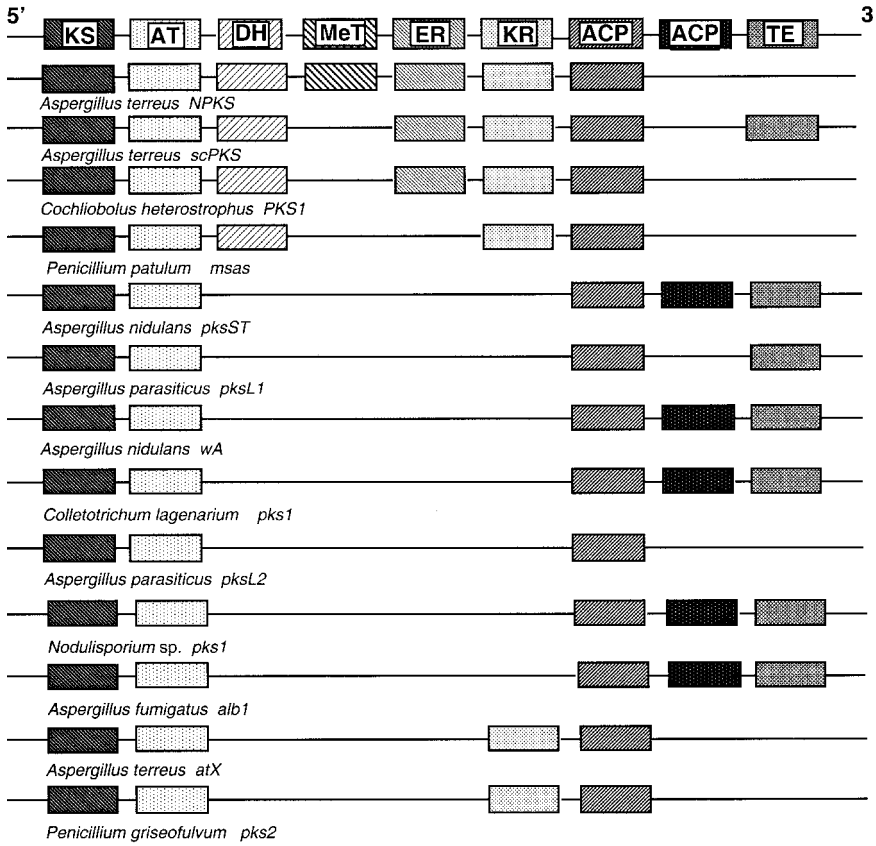 5’ 3
KS AT DH MeT ER KR ACP ACP TE
Aspergillus terreus NPKS
Aspergillus terreus scPKS
Cochliobolus heterostrophus PKS1
Penicillium patulum msas
Aspergillus nidulans pksST
Aspergillus parasiticus pksL1
Aspergillus nidulans wA
Colletotrichum lagenarium pks1
Aspergillus parasiticus pksL2
Nodulisporium sp. pks1
Aspergillus fumigatus alb1
Aspergillus terreus atX
Penicillium griseofulvum pks2